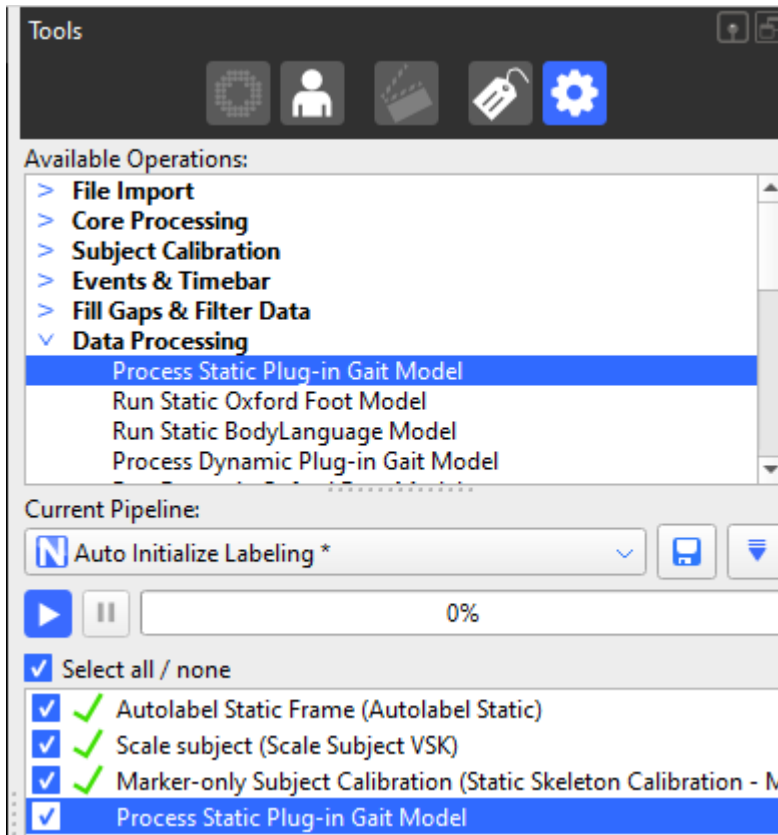 Tools
Available Operations:
> File Import
> Core Processing
> Subject Calibration
> Events & Timebar
> Fill Gaps & Filter Data
Data Processing
Process Static Plug-in Gait Model
Run Static Oxford Foot Model
Run Static BodyLanguage Model
Process Dynamic Plug-in Gait Model
Current Pipeline:
N Auto Initialize Labeling *
0%
Select all / none
Autolabel Static Frame (Autolabel Static)
Scale subject (Scale Subject VSK)
Marker-only Subject Calibration (Static Skeleton Calibration - M
Process Static Plug-in Gait Model